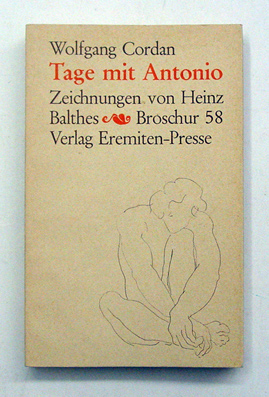 Wolfgang Cordan
Tage mit Antonio
Zeichnungen von Heinz
Balthes Broschur 58
Verlag Eremiten-Presse